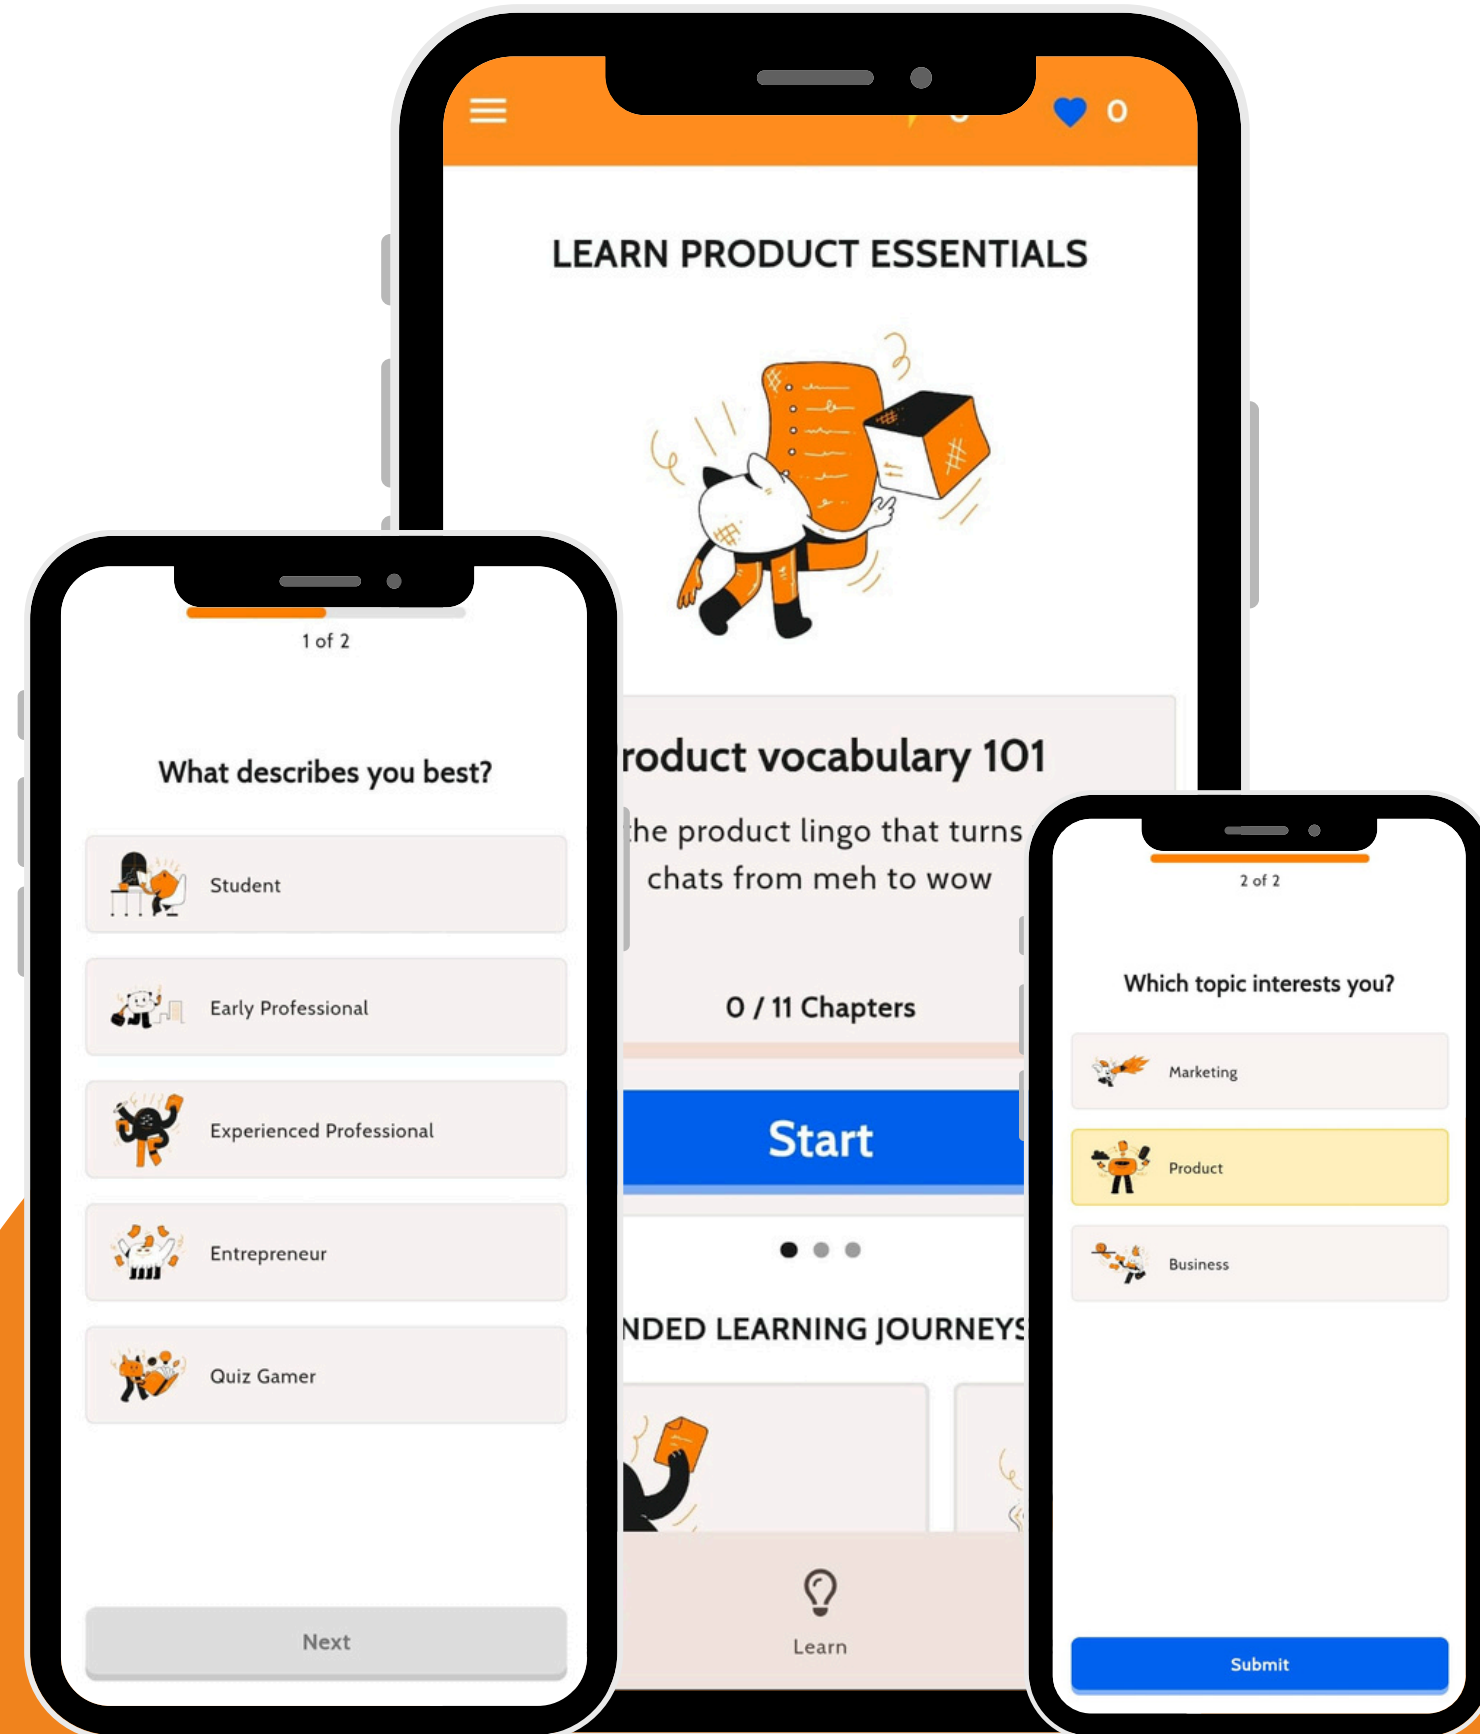 0
LEARN PRODUCT ESSENTIALS
roduct vocabulary 101
the product lingo that turns
chats from meh to wow
0 / 11 Chapters
Start
NDED LEARNING JOURNEYS
Learn
1 of 2
What describes you best?
Student
Early Professional
Experienced Professional
Entrepreneur
Quiz Gamer
Next
2 of 2
Which topic interests you?
Marketing
Product
Business
Submit